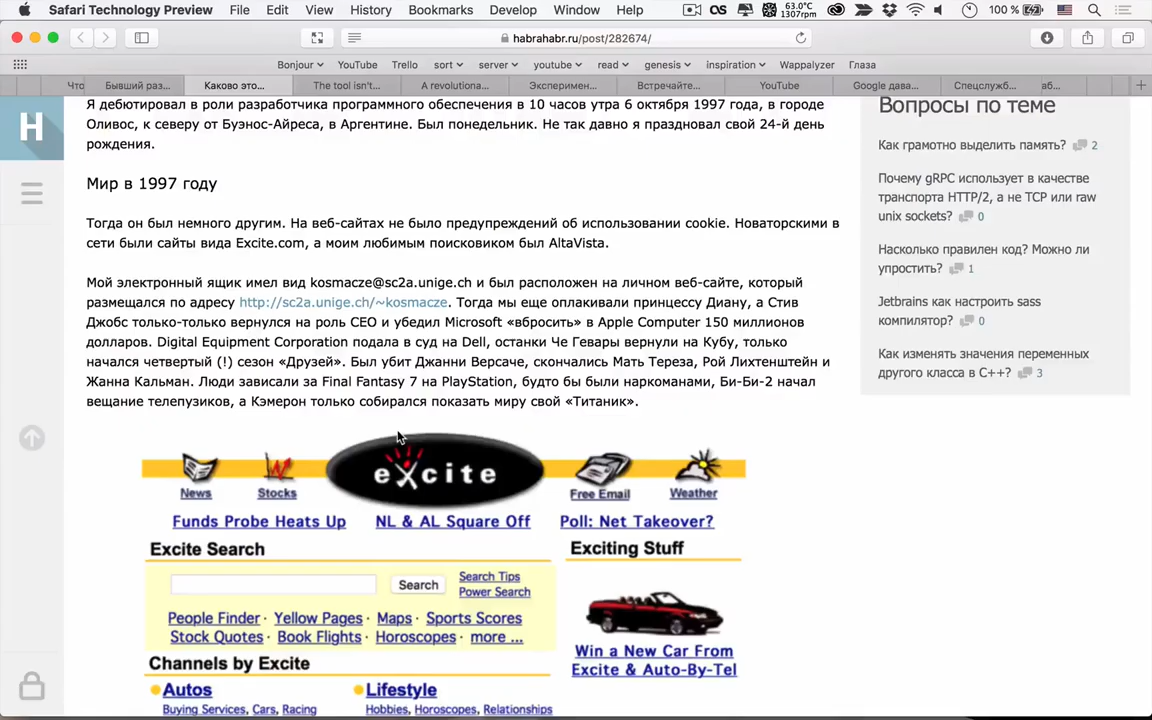 Safari Technology Preview File Edit View History Bookmarks Develop Window Help 63.0°C 1307rpm 100 %
habrahabr.ru/post/282674/
Bonjour YouTube Trello sort server youtube read genesis inspiration Wappalyzer Глаза
Что Бывший раз... Каково это... The tool isn't... A revolutiona... Эксперимен... Встречайте... YouTube Google дава... Спецслужб... аб...
Я дебютировал в роли разработчика программного обеспечения в 10 часов утра 6 октября 1997 года, в городе
Оливос, к северу от Буэнос-Айреса, в Аргентине. Был понедельник. Не так давно я праздновал свой 24-й день
рождения.
Мир в 1997 году
Тогда он был немного другим. На веб-сайтах не было предупреждений об использовании cookie. Новаторскими в
сети были сайты вида Excite.com, а моим любимым поисковиком был AltaVista.
Мой электронный ящик имел вид kosmacze@sc2a.unige.ch и был расположен на личном веб-сайте, который
размещался по адресу http://sc2a.unige.ch/~kosmacze. Тогда мы еще оплакивали принцессу Диану, а Стив
Джобс только-только вернулся на роль CEO и убедил Microsoft «вбросить» в Apple Computer 150 миллионов
долларов. Digital Equipment Corporation подала в суд на Dell, останки Че Гевары вернули на Кубу, только
начался четвертый (!) сезон «Друзей». Был убит Джанни Версаче, скончались Мать Тереза, Рой Лихтенштейн и
Жанна Кальман. Люди зависали за Final Fantasy 7 на PlayStation, будто бы были наркоманами, Би-Би-2 начал
вещание телепузиков, а Кэмерон только собирался показать миру свой «Титаник».
excite
News Stocks Free Email Weather
Funds Probe Heats Up NL & AL Square Off Poll: Net Takeover?
Excite Search Exciting Stuff
Search Search Tips
Power Search
People Finder · Yellow Pages · Maps · Sports Scores
Stock Quotes · Book Flights · Horoscopes · more ...
Win a New Car From
Excite & Auto-By-Tel
Channels by Excite
Autos Lifestyle
Buying Services, Cars, Racing Hobbies, Horoscopes, Relationships
H
Вопросы по теме
Как грамотно выделить память? 2
Почему gRPC использует в качестве
транспорта HTTP/2, а не TCP или raw
unix sockets? 0
Насколько правилен код? Можно ли
упростить? 1
Jetbrains как настроить sass
компилятор? 0
Как изменять значения переменных
другого класса в C++? 3